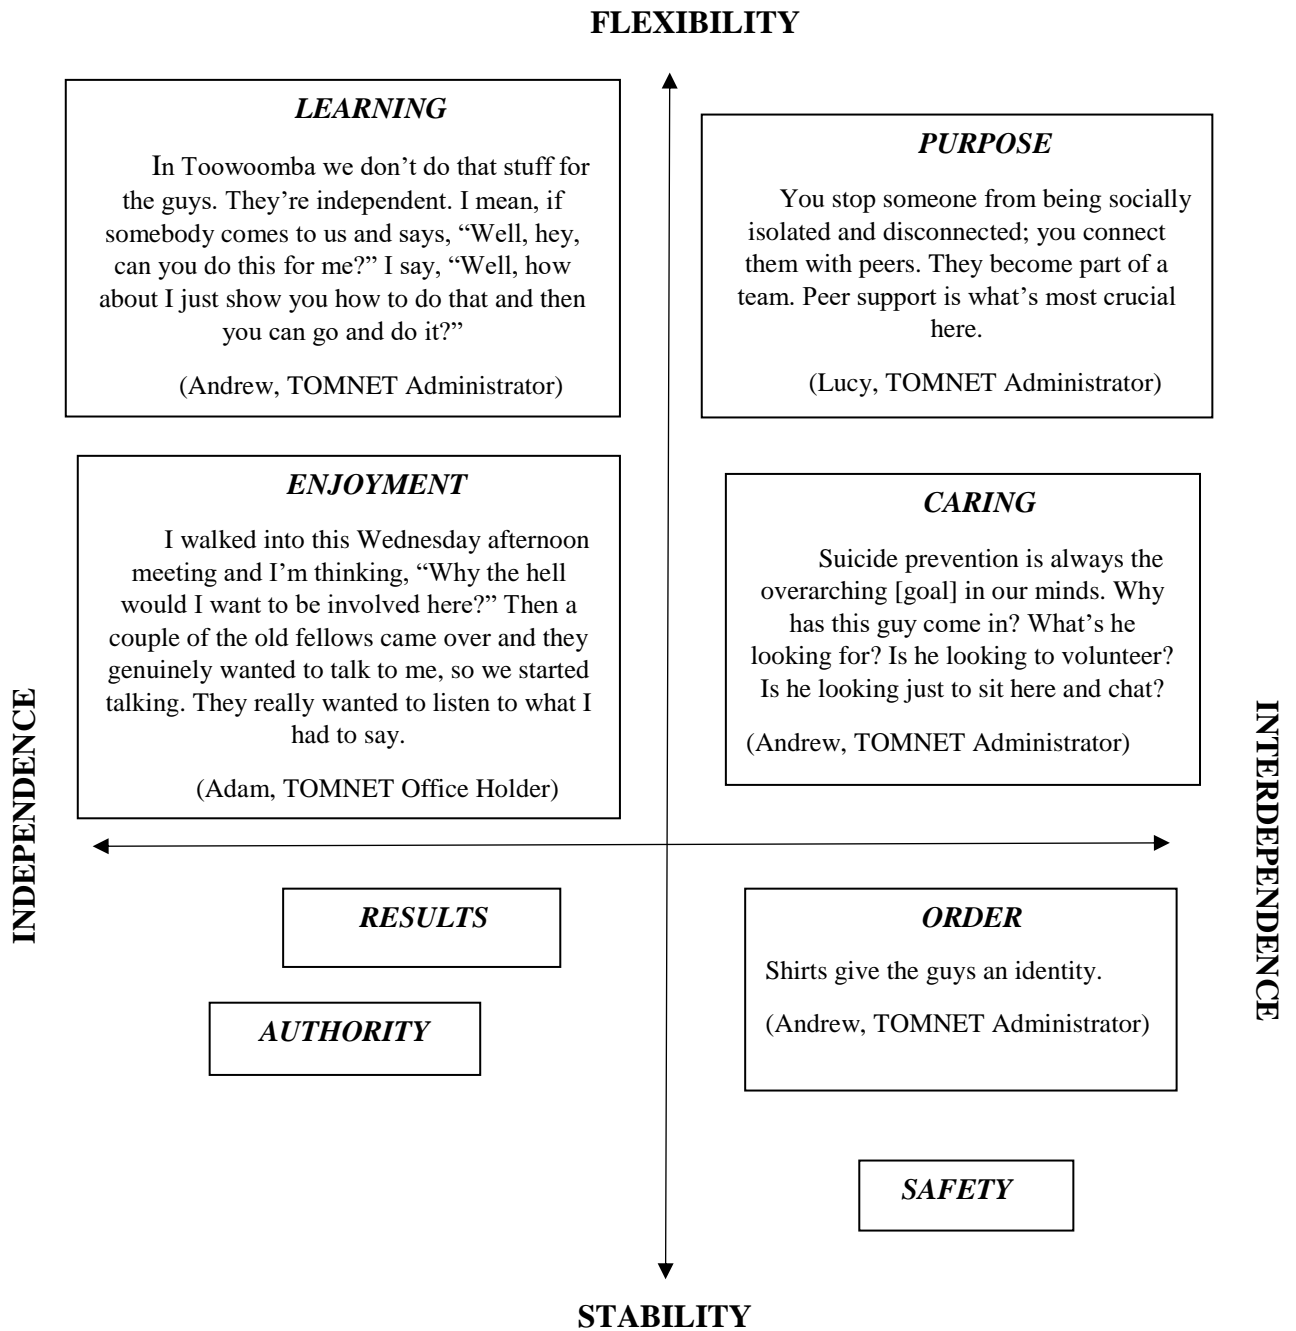 FLEXIBILITY
LEARNING
In Toowoomba we don’t do that stuff for
the guys. They’re independent. I mean, if
somebody comes to us and says, “Well, hey,
can you do this for me?” I say, “Well, how
about I just show you how to do that and then
you can go and do it?”
(Andrew, TOMNET Administrator)
PURPOSE
You stop someone from being socially
isolated and disconnected; you connect
them with peers. They become part of a
team. Peer support is what’s most crucial
here.
(Lucy, TOMNET Administrator)
ENJOYMENT
I walked into this Wednesday afternoon
meeting and I’m thinking, “Why the hell
would I want to be involved here?” Then a
couple of the old fellows came over and they
genuinely wanted to talk to me, so we started
talking. They really wanted to listen to what I
had to say.
(Adam, TOMNET Office Holder)
CARING
Suicide prevention is always the
overarching [goal] in our minds. Why
has this guy come in? What’s he
looking for? Is he looking to volunteer?
Is he looking just to sit here and chat?
(Andrew, TOMNET Administrator)
INDEPENDENCE
INTERDEPENDENCE
RESULTS
AUTHORITY
ORDER
Shirts give the guys an identity.
(Andrew, TOMNET Administrator)
SAFETY
STABILITY